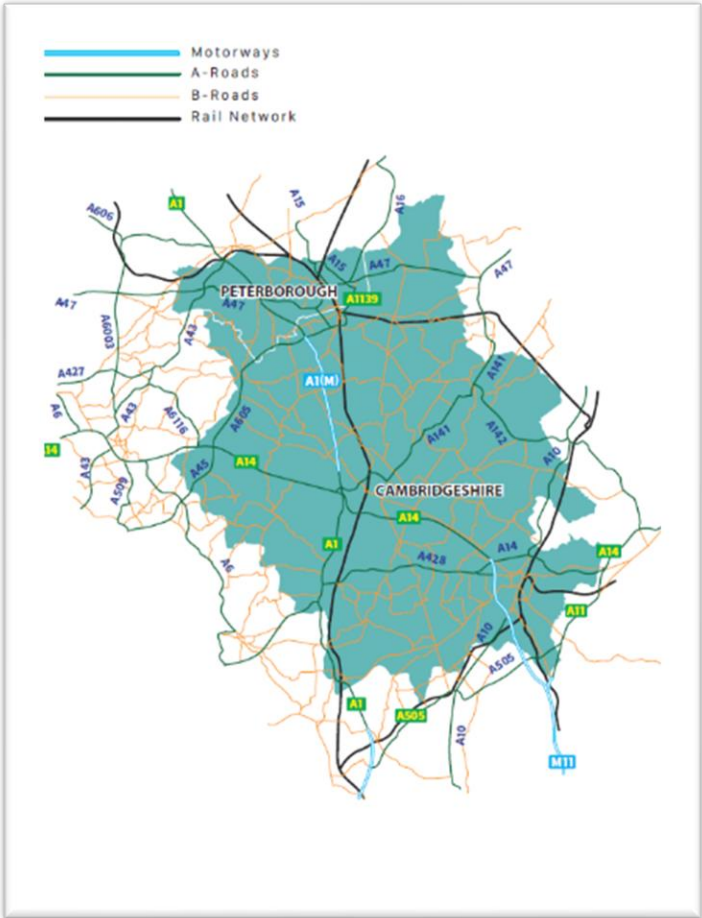 Motorways
A-Roads
B-Roads
Rail Network
A606
A1
A15
A16
A15
A47
A47
PETERBOROUGH
A1139
A47
A47
A6003
A43
A427
A1(M)
A141
A6
A43
A6116
A605
A141
A142
A14
A43
A509
A45
A14
A10
CAMBRIDGESHIRE
A14
A1
A14
A14
A428
A6
A11
A10
A505
A1
A505
A10
M11